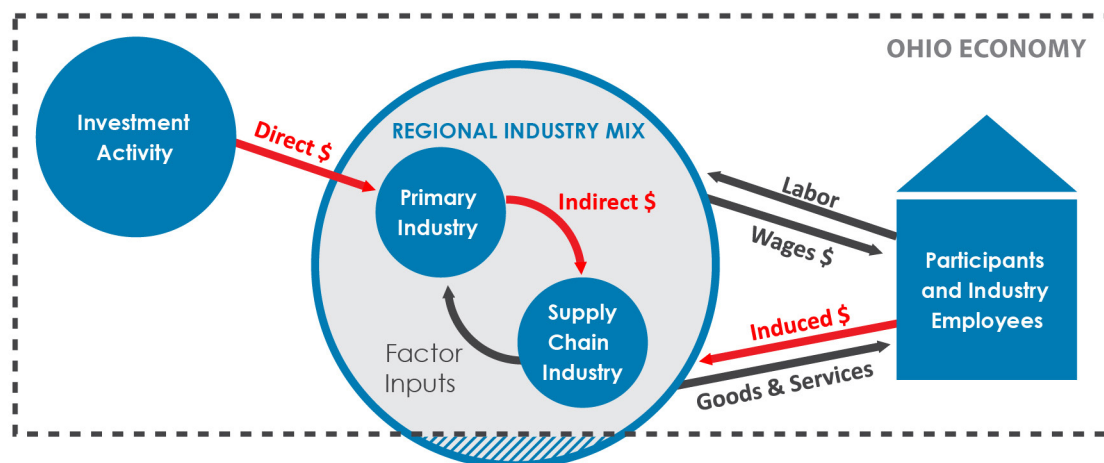 OHIO ECONOMY
Investment
Activity
Direct $
REGIONAL INDUSTRY MIX
Primary
Industry
Indirect $
Supply
Chain
Industry
Factor
Inputs
Labor
Wages $
Participants
and Industry
Employees
Induced $
Goods & Services